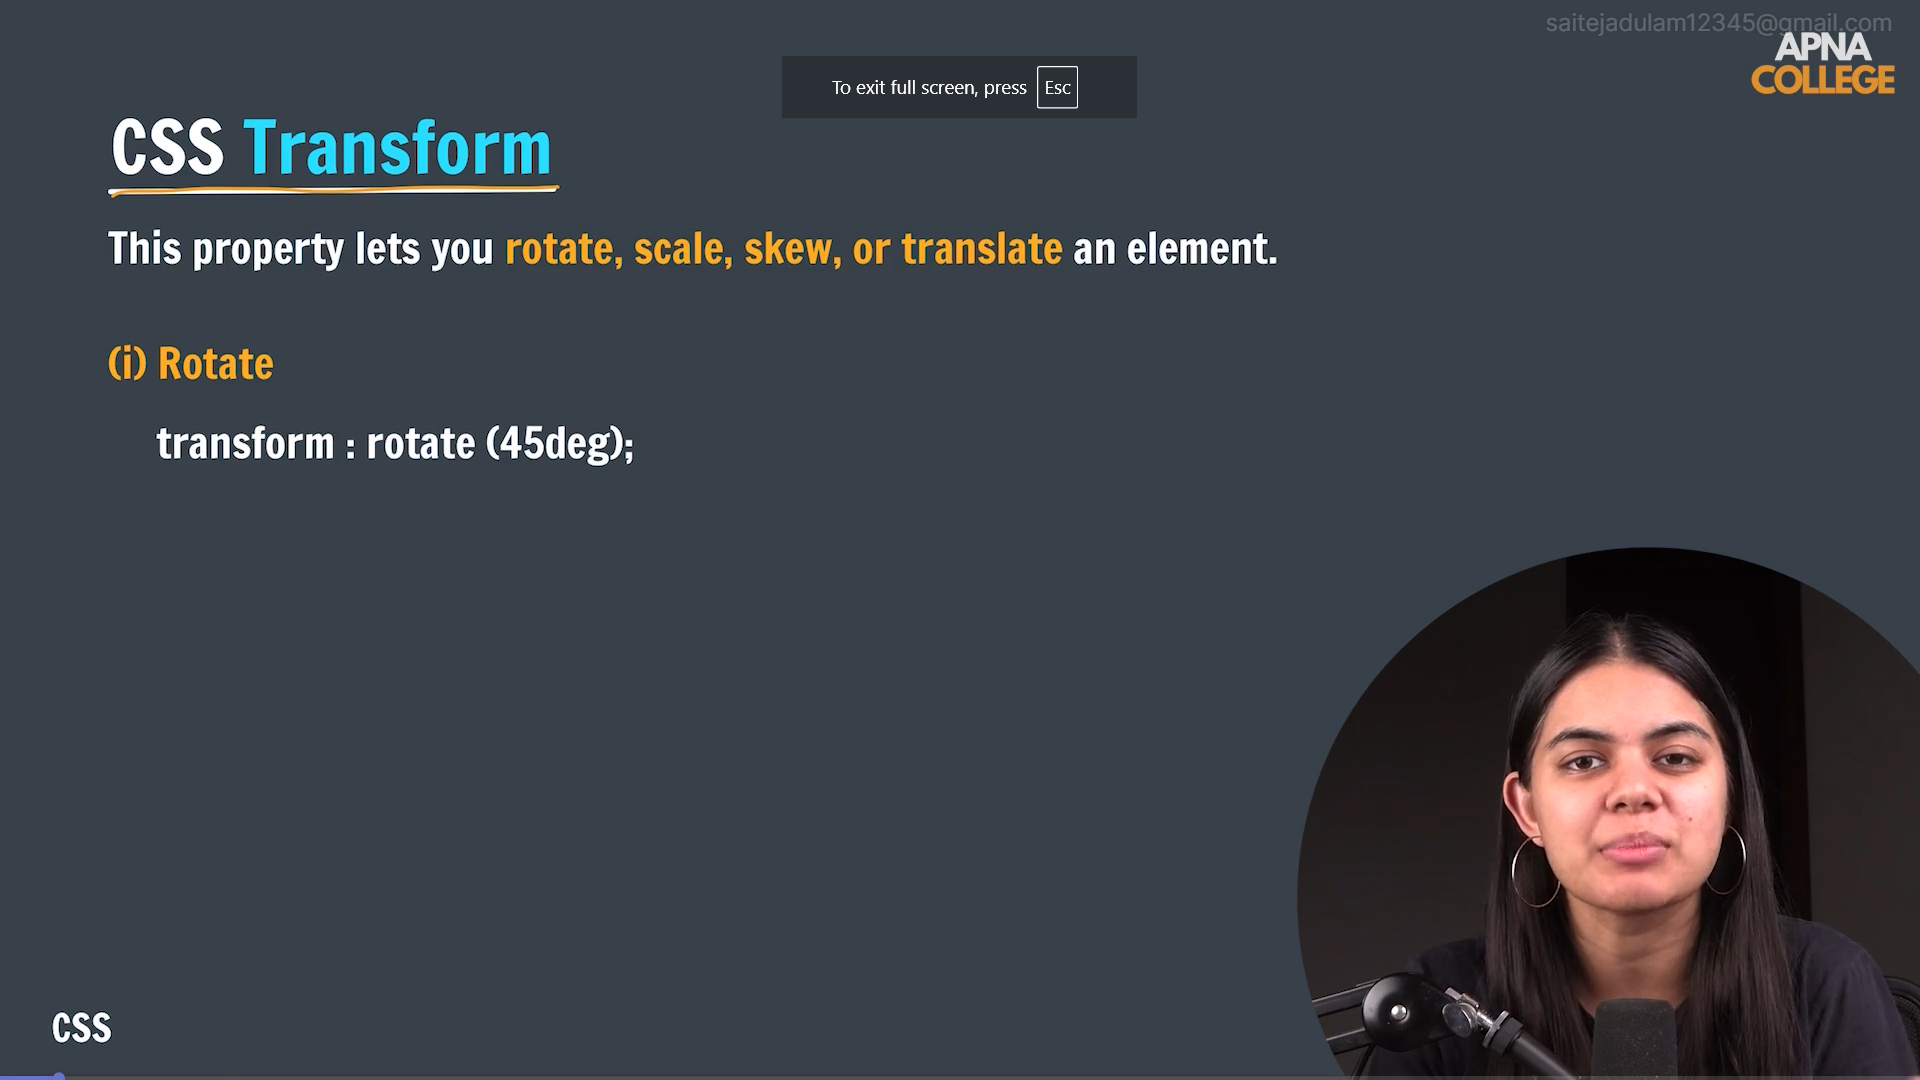 saitejadulam12345@gmail.com
APNA
COLLEGE
To exit full screen, press Esc
CSS Transform
This property lets you rotate, scale, skew, or translate an element.
(i) Rotate
transform : rotate (45deg);
CSS